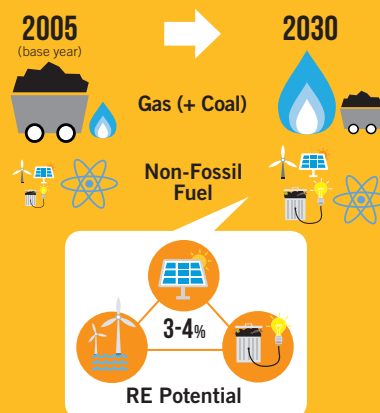 2005
(base year)
2030
Gas (+ Coal)
Non-Fossil
Fuel
3-4%
RE Potential